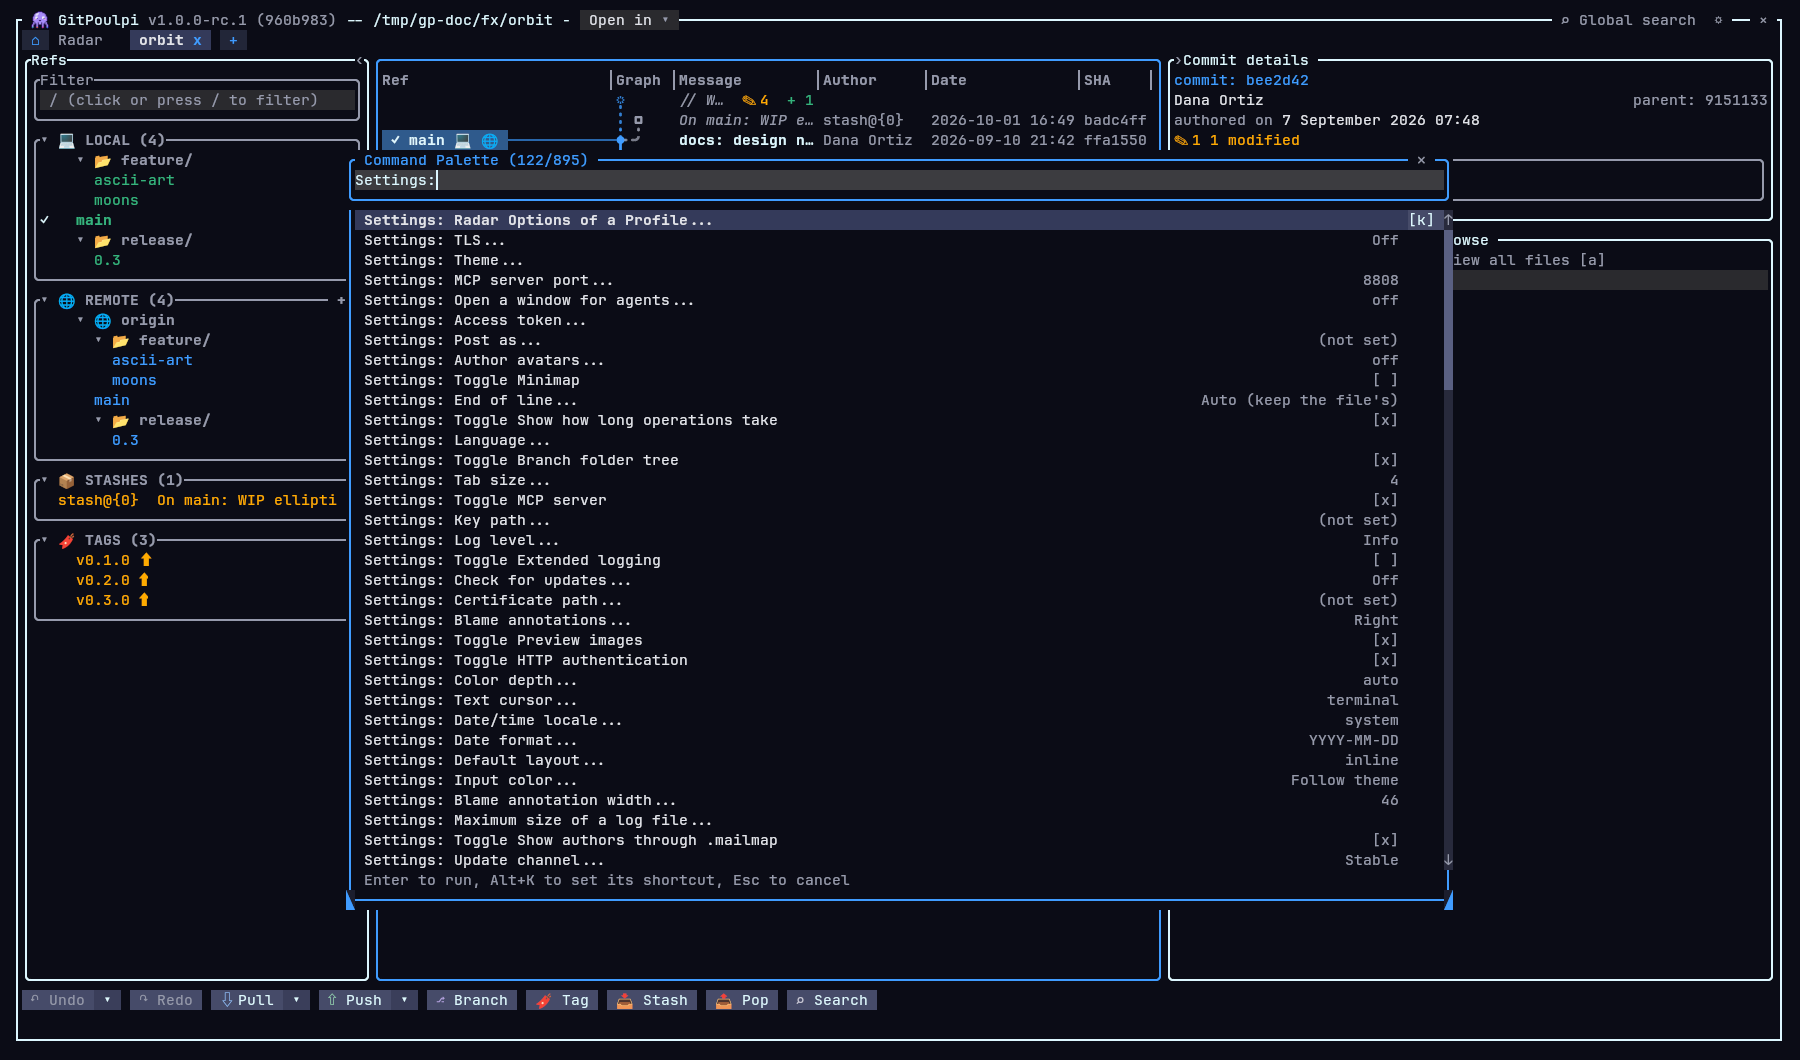 GitPoulpi v1.0.0-rc.1 (960b983) -- /tmp/gp-doc/fx/orbit - Open in ▾ ⌕ Global search ⚙ ×
⌂ Radar orbit x +
Refs ‹
Filter
/ (click or press / to filter)
▾ LOCAL (4)
▾ feature/
ascii-art
moons
✓ main
▾ release/
0.3
▾ REMOTE (4) +
▾ origin
▾ feature/
ascii-art
moons
main
▾ release/
0.3
▾ STASHES (1)
stash@{0} On main: WIP ellipti
▾ TAGS (3)
v0.1.0 ⬆
v0.2.0 ⬆
v0.3.0 ⬆
Ref Graph Message Author Date SHA
// W… ✎ 4 + 1
On main: WIP e… stash@{0} 2026-10-01 16:49 badc4ff
✓ main docs: design n… Dana Ortiz 2026-09-10 21:42 ffa1550
› Commit details
commit: bee2d42
Dana Ortiz parent: 9151133
authored on 7 September 2026 07:48
✎ 1 1 modified
owse
iew all files [a]
Command Palette (122/895) ×
Settings:
Settings: Radar Options of a Profile... [k] ↑
Settings: TLS... Off
Settings: Theme...
Settings: MCP server port... 8808
Settings: Open a window for agents... off
Settings: Access token...
Settings: Post as... (not set)
Settings: Author avatars... off
Settings: Toggle Minimap [ ]
Settings: End of line... Auto (keep the file's)
Settings: Toggle Show how long operations take [x]
Settings: Language...
Settings: Toggle Branch folder tree [x]
Settings: Tab size... 4
Settings: Toggle MCP server [x]
Settings: Key path... (not set)
Settings: Log level... Info
Settings: Toggle Extended logging [ ]
Settings: Check for updates... Off
Settings: Certificate path... (not set)
Settings: Blame annotations... Right
Settings: Toggle Preview images [x]
Settings: Toggle HTTP authentication [x]
Settings: Color depth... auto
Settings: Text cursor... terminal
Settings: Date/time locale... system
Settings: Date format... YYYY-MM-DD
Settings: Default layout... inline
Settings: Input color... Follow theme
Settings: Blame annotation width... 46
Settings: Maximum size of a log file...
Settings: Toggle Show authors through .mailmap [x]
Settings: Update channel... Stable ↓
Enter to run, Alt+K to set its shortcut, Esc to cancel
↶ Undo ▾ ↷ Redo ⇩ Pull ▾ ⇧ Push ▾ Branch Tag Stash Pop ⌕ Search